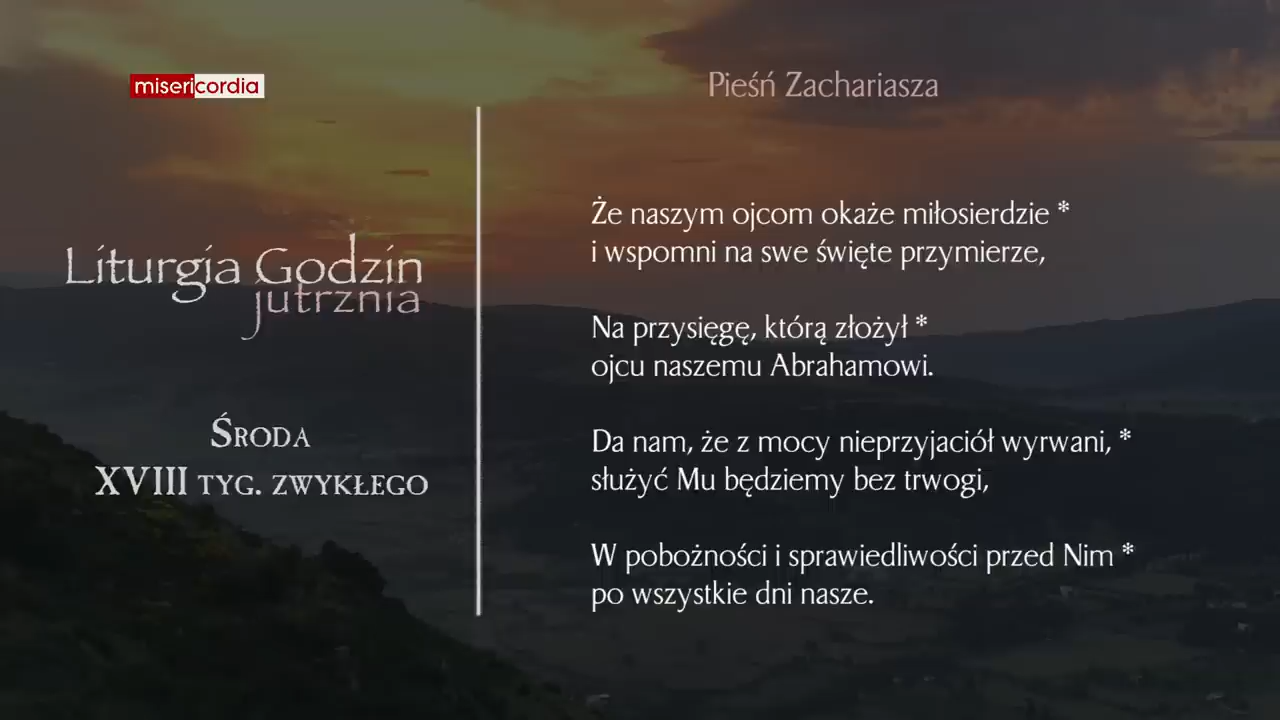 misericordia
Pieśń Zachariasza
Liturgia Godzin
jutrznia
Środa
XVIII tyg. zwykłego
Że naszym ojcom okaże miłosierdzie *
i wspomni na swe święte przymierze,
Na przysięgę, którą złożył *
ojcu naszemu Abrahamowi.
Da nam, że z mocy nieprzyjaciół wyrwani, *
służyć Mu będziemy bez trwogi,
W pobożności i sprawiedliwości przed Nim *
po wszystkie dni nasze.